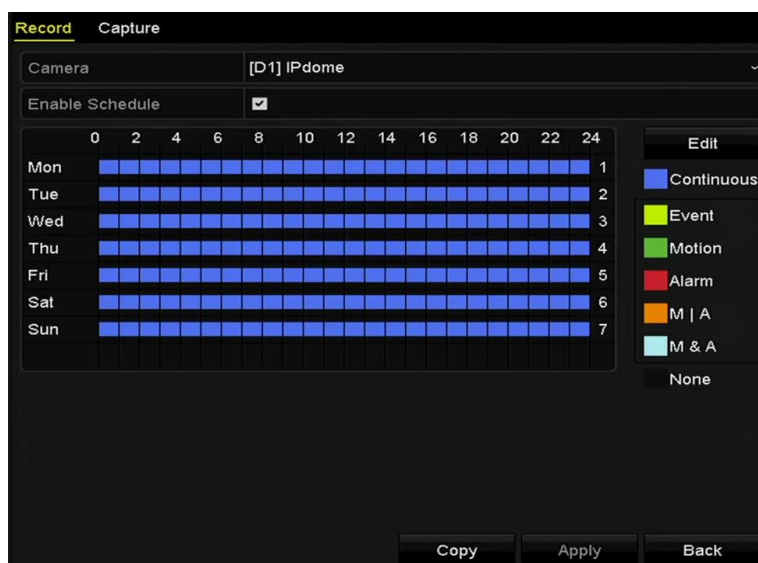 Record Capture
Camera [D1] IPdome
Enable Schedule
0 2 4 6 8 10 12 14 16 18 20 22 24
Edit
Mon 1
Continuous
Tue 2
Wed 3
Event
Thu 4
Motion
Fri 5
Alarm
Sat 6
M | A
Sun 7
M & A
None
Copy Apply Back